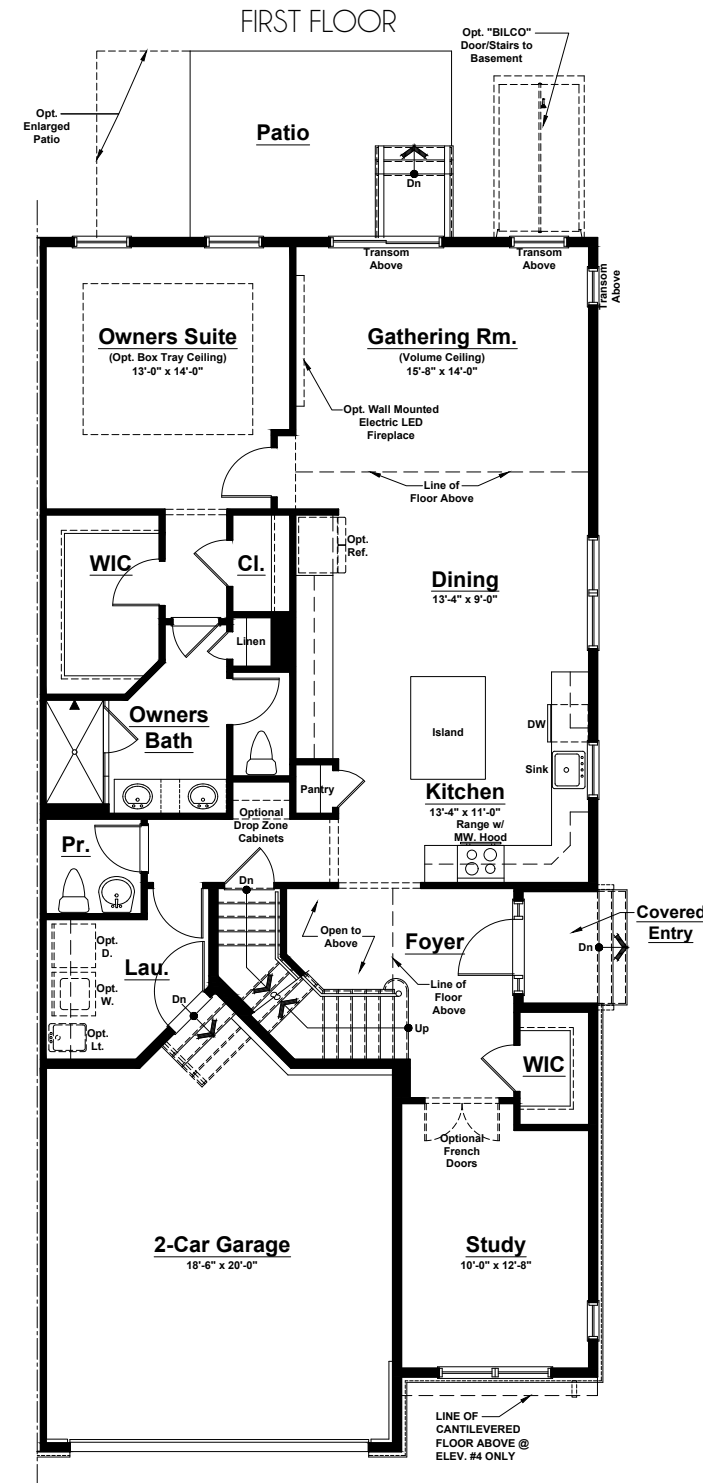 FIRST FLOOR
Opt. "BILCO"
Door/Stairs to
Basement
Opt.
Enlarged
Patio
Patio
Dn
Transom
Above
Transom
Above
Transom
Above
Owners Suite
(Opt. Box Tray Ceiling)
13'-0" x 14'-0"
Gathering Rm.
(Volume Ceiling)
15'-8" x 14'-0"
Opt. Wall Mounted
Electric LED
Fireplace
Line of
Floor Above
WIC
Cl.
Opt.
Ref.
Dining
13'-4" x 9'-0"
Linen
Owners
Bath
Island
DW
Sink
Pantry
Kitchen
13'-4" x 11'-0"
Range w/
MW. Hood
Optional
Drop Zone
Cabinets
Pr.
Dn
Open to
Above
Foyer
Covered
Entry
Dn
Opt.
D.
Lau.
Opt.
W.
Line of
Floor
Above
Dn
Opt.
Lt.
Up
WIC
Optional
French
Doors
2-Car Garage
18'-6" x 20'-0"
Study
10'-0" x 12'-8"
LINE OF
CANTILEVERED
FLOOR ABOVE @
ELEV. #4 ONLY